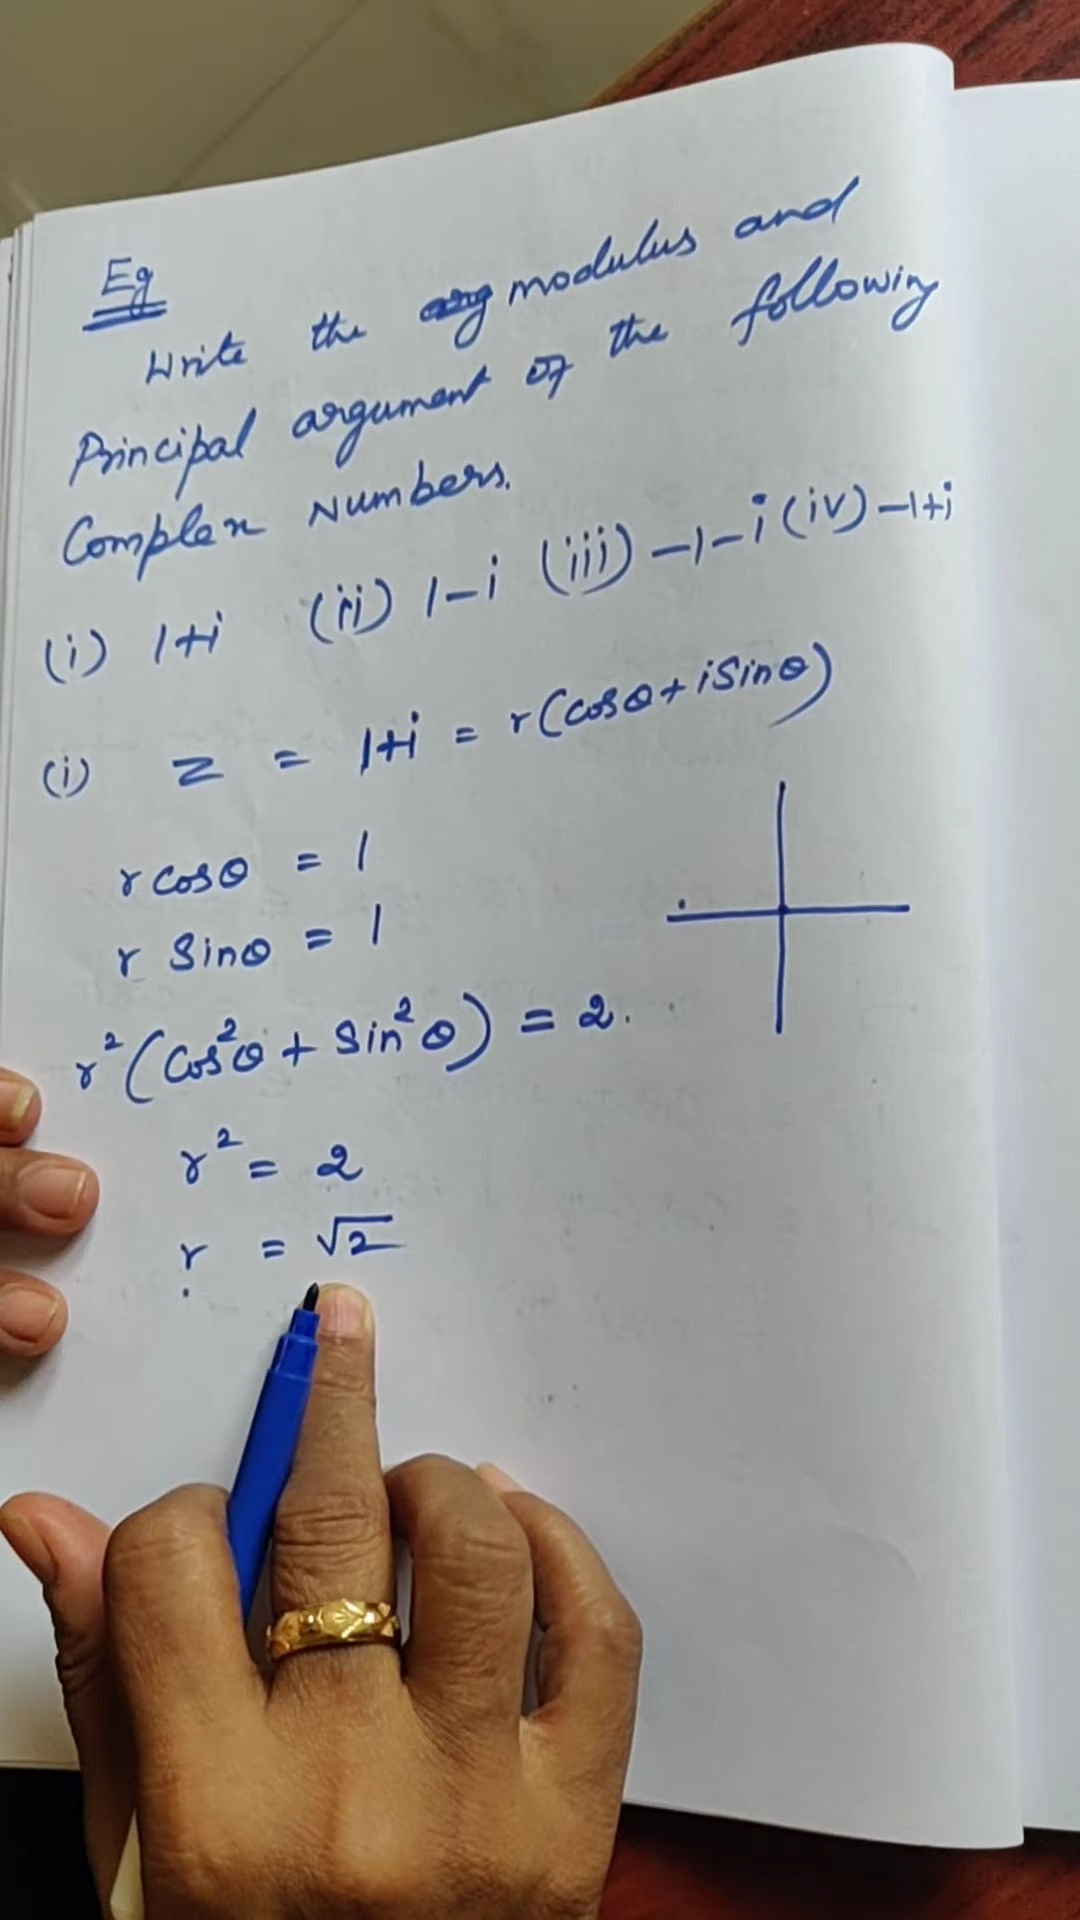 Eg
Write the arg modulus and
Principal argument of the following
Complex Numbers.
(i) 1+i (ii) 1-i (iii) -1-i (iv) -1+i
(i) z = 1+i = r(cosθ + i sinθ)
r cosθ = 1
r sinθ = 1
r²(cos²θ + sin²θ) = 2.
r² = 2
r = √2